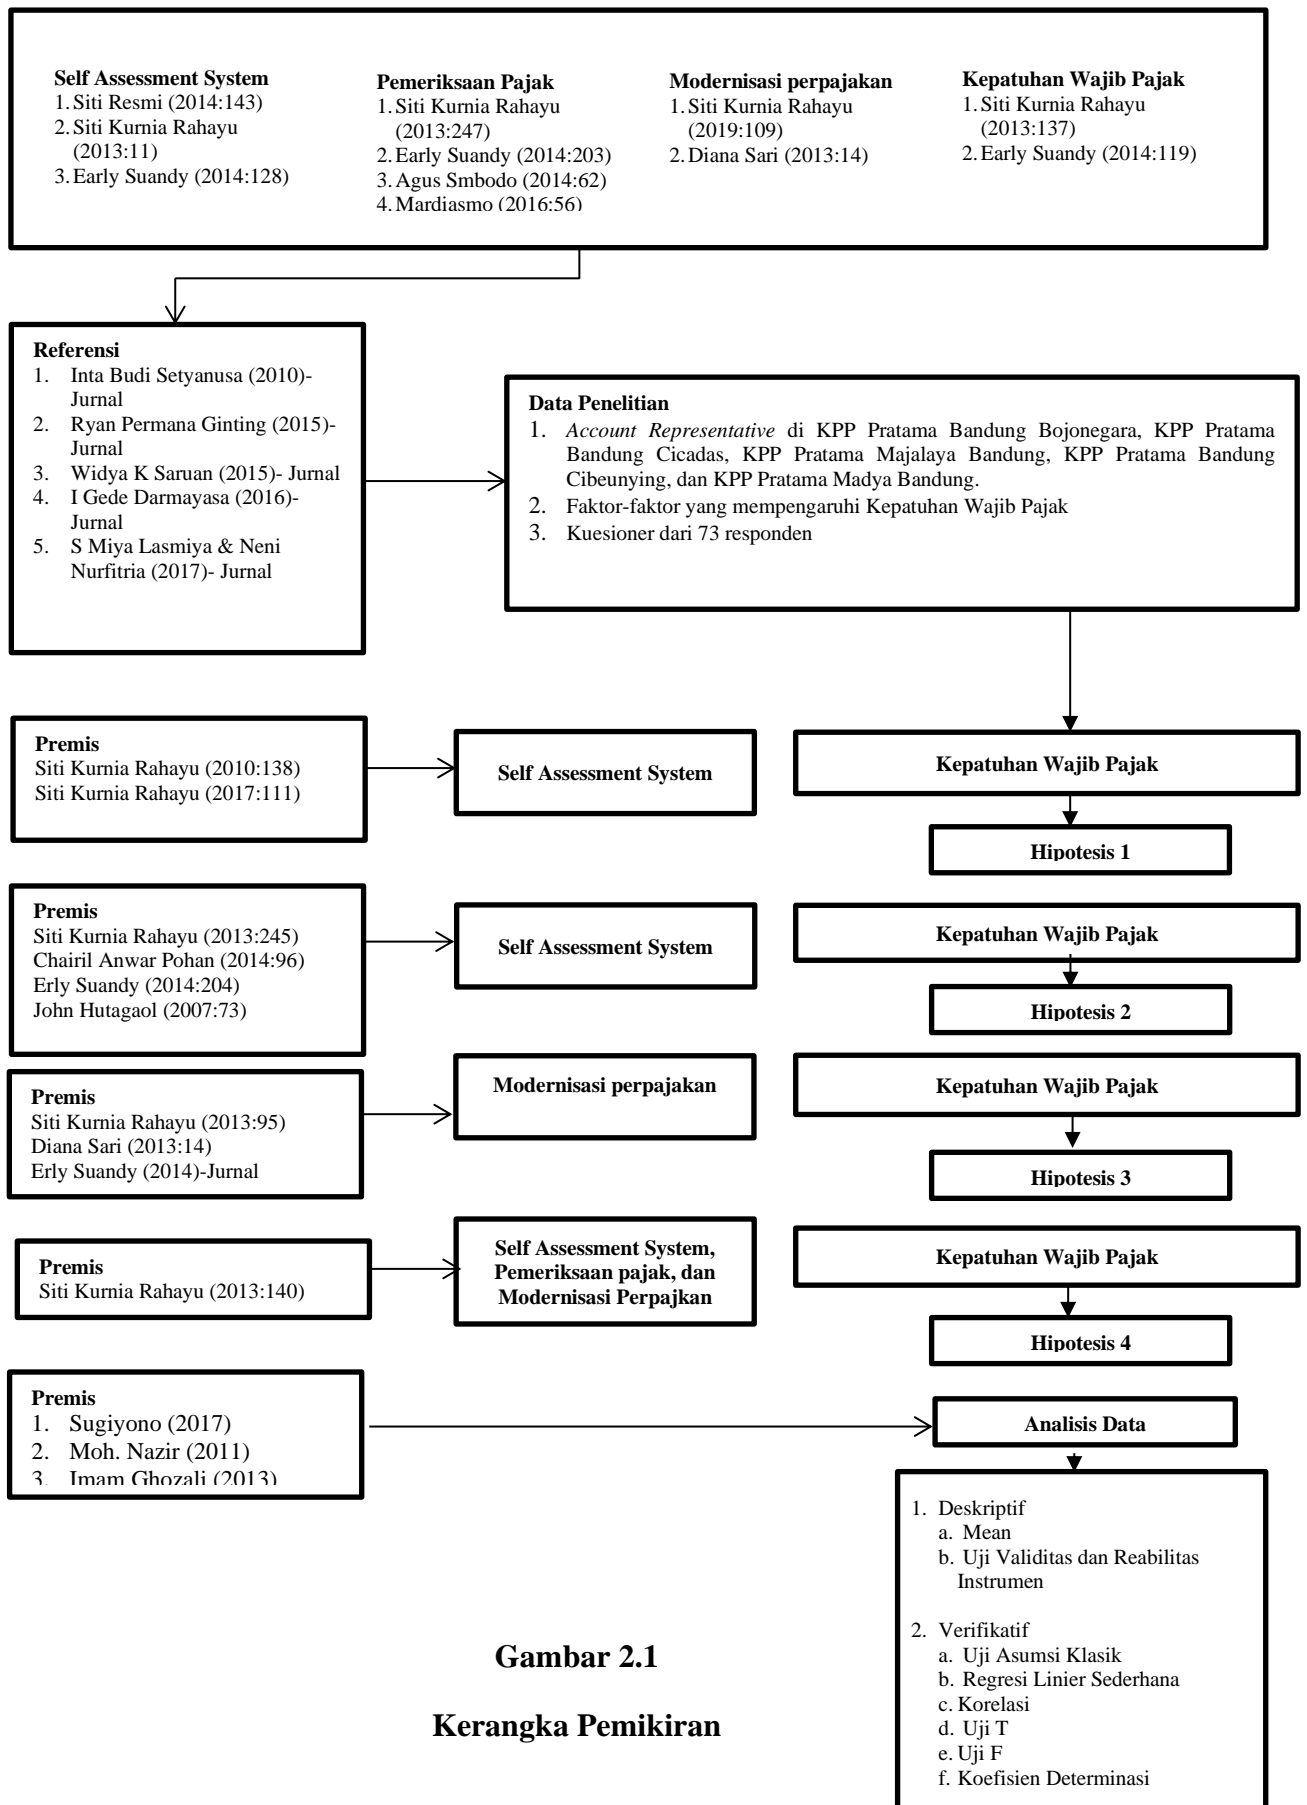 Self Assessment System
1. Siti Resmi (2014:143)
2. Siti Kurnia Rahayu
(2013:11)
3. Early Suandy (2014:128)
Pemeriksaan Pajak
1. Siti Kurnia Rahayu
(2013:247)
2. Early Suandy (2014:203)
3. Agus Smbodo (2014:62)
4. Mardiasmo (2016:56)
Modernisasi perpajakan
1. Siti Kurnia Rahayu
(2019:109)
2. Diana Sari (2013:14)
Kepatuhan Wajib Pajak
1. Siti Kurnia Rahayu
(2013:137)
2. Early Suandy (2014:119)
Referensi
1. Inta Budi Setyanusa (2010)-
Jurnal
2. Ryan Permana Ginting (2015)-
Jurnal
3. Widya K Saruan (2015)- Jurnal
4. I Gede Darmayasa (2016)-
Jurnal
5. S Miya Lasmiya & Neni
Nurfitria (2017)- Jurnal
Data Penelitian
1. Account Representative di KPP Pratama Bandung Bojonegara, KPP Pratama
Bandung Cicadas, KPP Pratama Majalaya Bandung, KPP Pratama Bandung
Cibeunying, dan KPP Pratama Madya Bandung.
2. Faktor-faktor yang mempengaruhi Kepatuhan Wajib Pajak
3. Kuesioner dari 73 responden
Premis
Siti Kurnia Rahayu (2010:138)
Siti Kurnia Rahayu (2017:111)
Self Assessment System
Kepatuhan Wajib Pajak
Hipotesis 1
Premis
Siti Kurnia Rahayu (2013:245)
Chairil Anwar Pohan (2014:96)
Erly Suandy (2014:204)
John Hutagaol (2007:73)
Self Assessment System
Kepatuhan Wajib Pajak
Hipotesis 2
Premis
Siti Kurnia Rahayu (2013:95)
Diana Sari (2013:14)
Erly Suandy (2014)-Jurnal
Modernisasi perpajakan
Kepatuhan Wajib Pajak
Hipotesis 3
Premis
Siti Kurnia Rahayu (2013:140)
Self Assessment System,
Pemeriksaan pajak, dan
Modernisasi Perpajkan
Kepatuhan Wajib Pajak
Hipotesis 4
Premis
1. Sugiyono (2017)
2. Moh. Nazir (2011)
3. Imam Ghozali (2013)
Analisis Data
1. Deskriptif
a. Mean
b. Uji Validitas dan Reabilitas
Instrumen
2. Verifikatif
a. Uji Asumsi Klasik
b. Regresi Linier Sederhana
c. Korelasi
d. Uji T
e. Uji F
f. Koefisien Determinasi
Gambar 2.1
Kerangka Pemikiran